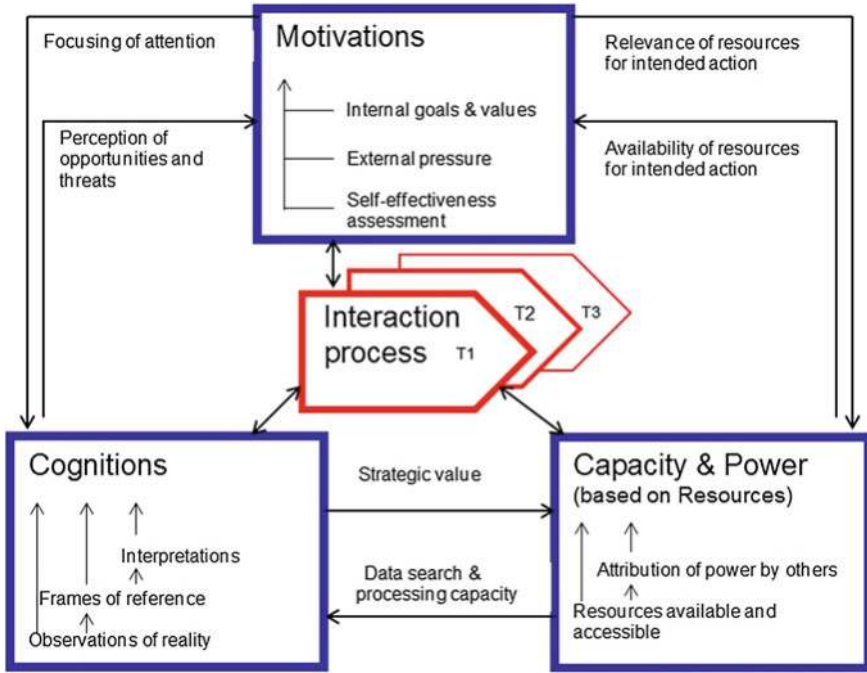 Focusing of attention
Motivations
Relevance of resources
for intended action
Internal goals & values
Perception of
opportunities and
threats
External pressure
Availability of resources
for intended action
Self-effectiveness
assessment
Interaction
process
T1
T2
T3
Cognitions
Strategic value
Capacity & Power
(based on Resources)
Interpretations
Frames of reference
Observations of reality
Data search &
processing capacity
Attribution of power by others
Resources available and
accessible